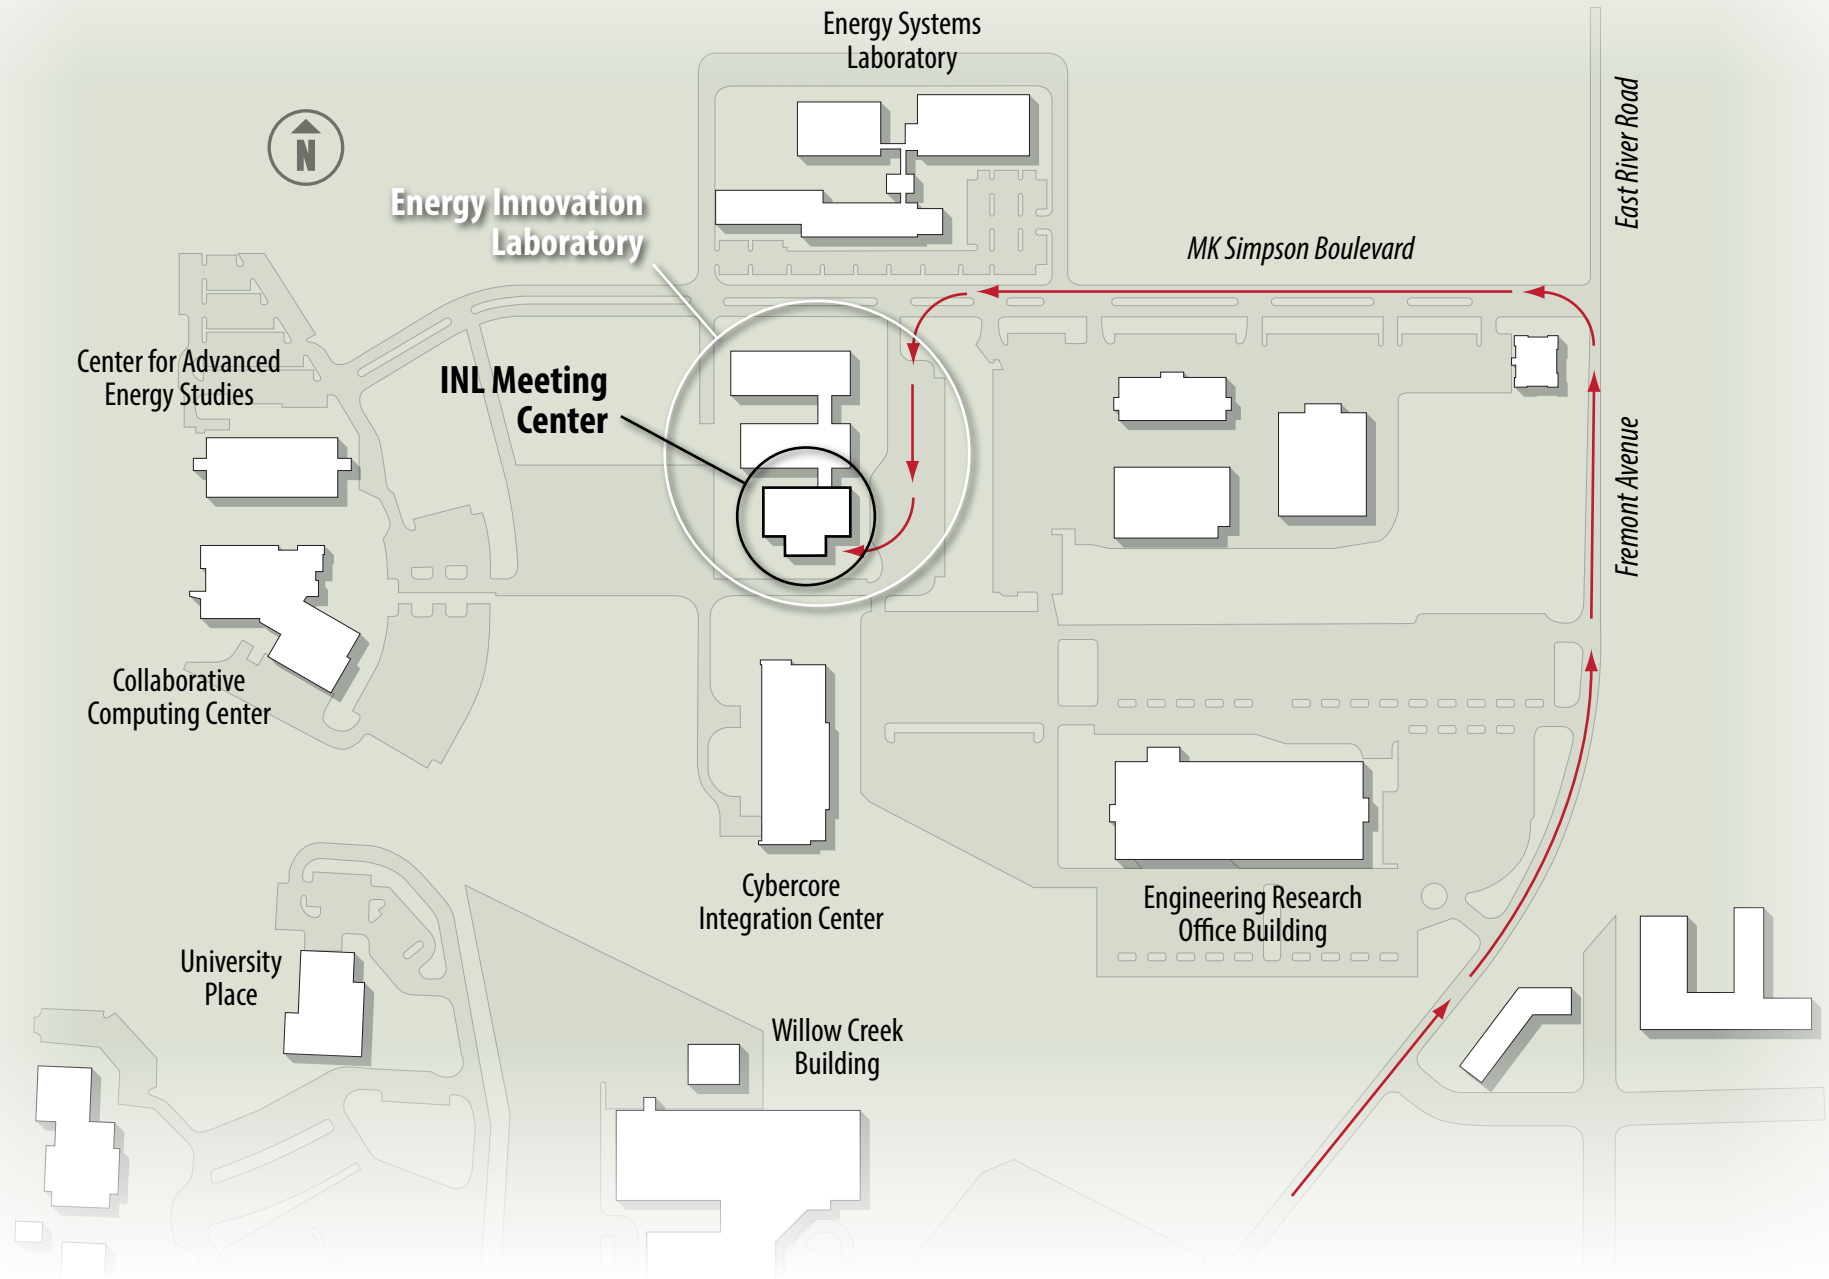 Energy Systems
Laboratory
East River Road
N
Energy Innovation
Laboratory
MK Simpson Boulevard
Center for Advanced
Energy Studies
INL Meeting
Center
Fremont Avenue
Collaborative
Computing Center
Cybercore
Integration Center
Engineering Research
Office Building
University
Place
Willow Creek
Building